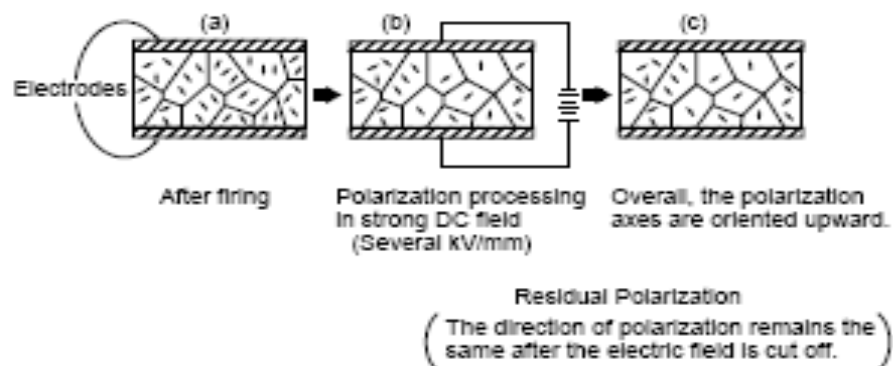 (a)
(b)
(c)
Electrodes
After firing
Polarization processing
in strong DC field
(Several kV/mm)
Overall, the polarization
axes are oriented upward.
Residual Polarization
(The direction of polarization remains the
same after the electric field is cut off.)